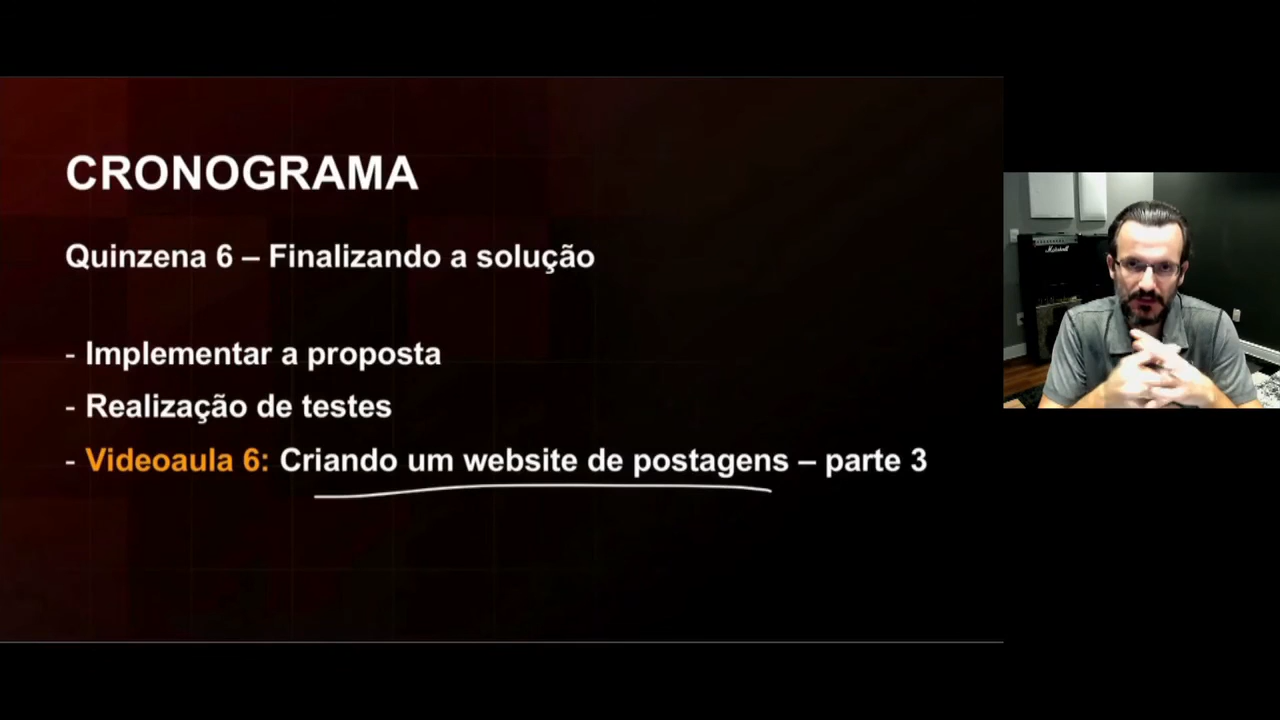 CRONOGRAMA
Quinzena 6 – Finalizando a solução
- Implementar a proposta
- Realização de testes
- Videoaula 6: Criando um website de postagens – parte 3
Marshall